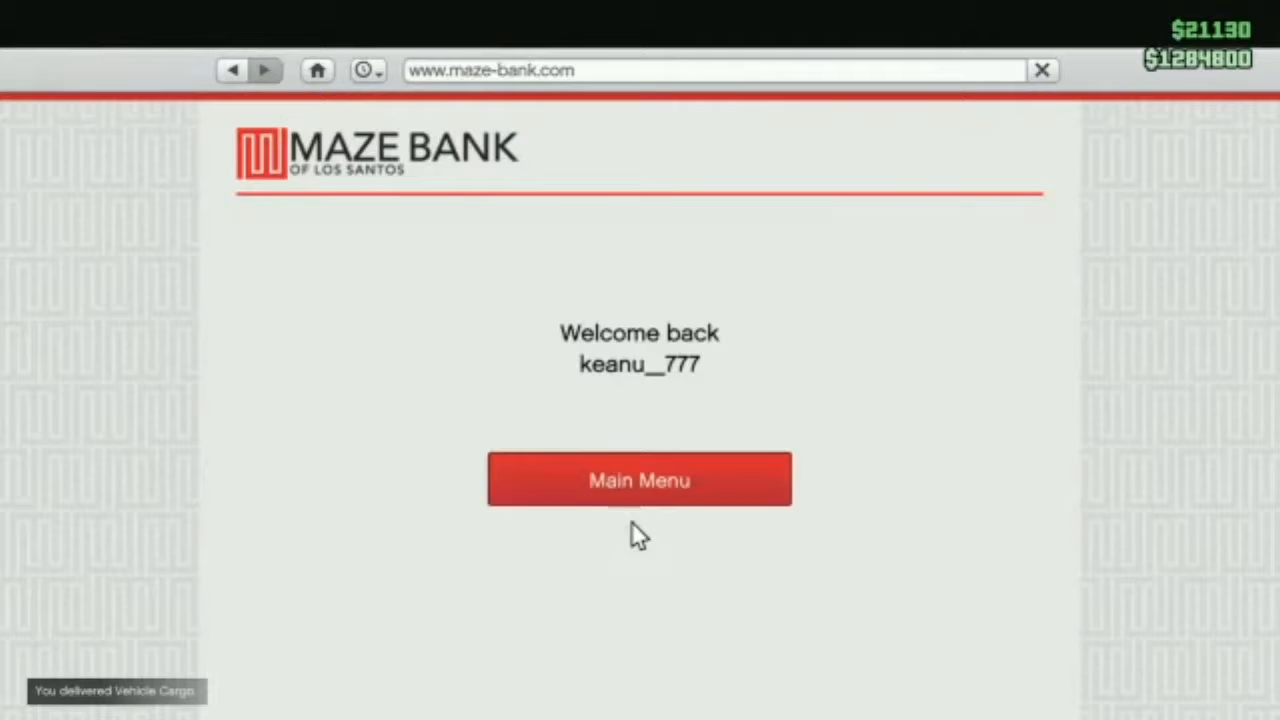 $21130
$1284800
www.maze-bank.com
MAZE BANK
OF LOS SANTOS
Welcome back
keanu__777
Main Menu
You delivered Vehicle Cargo.